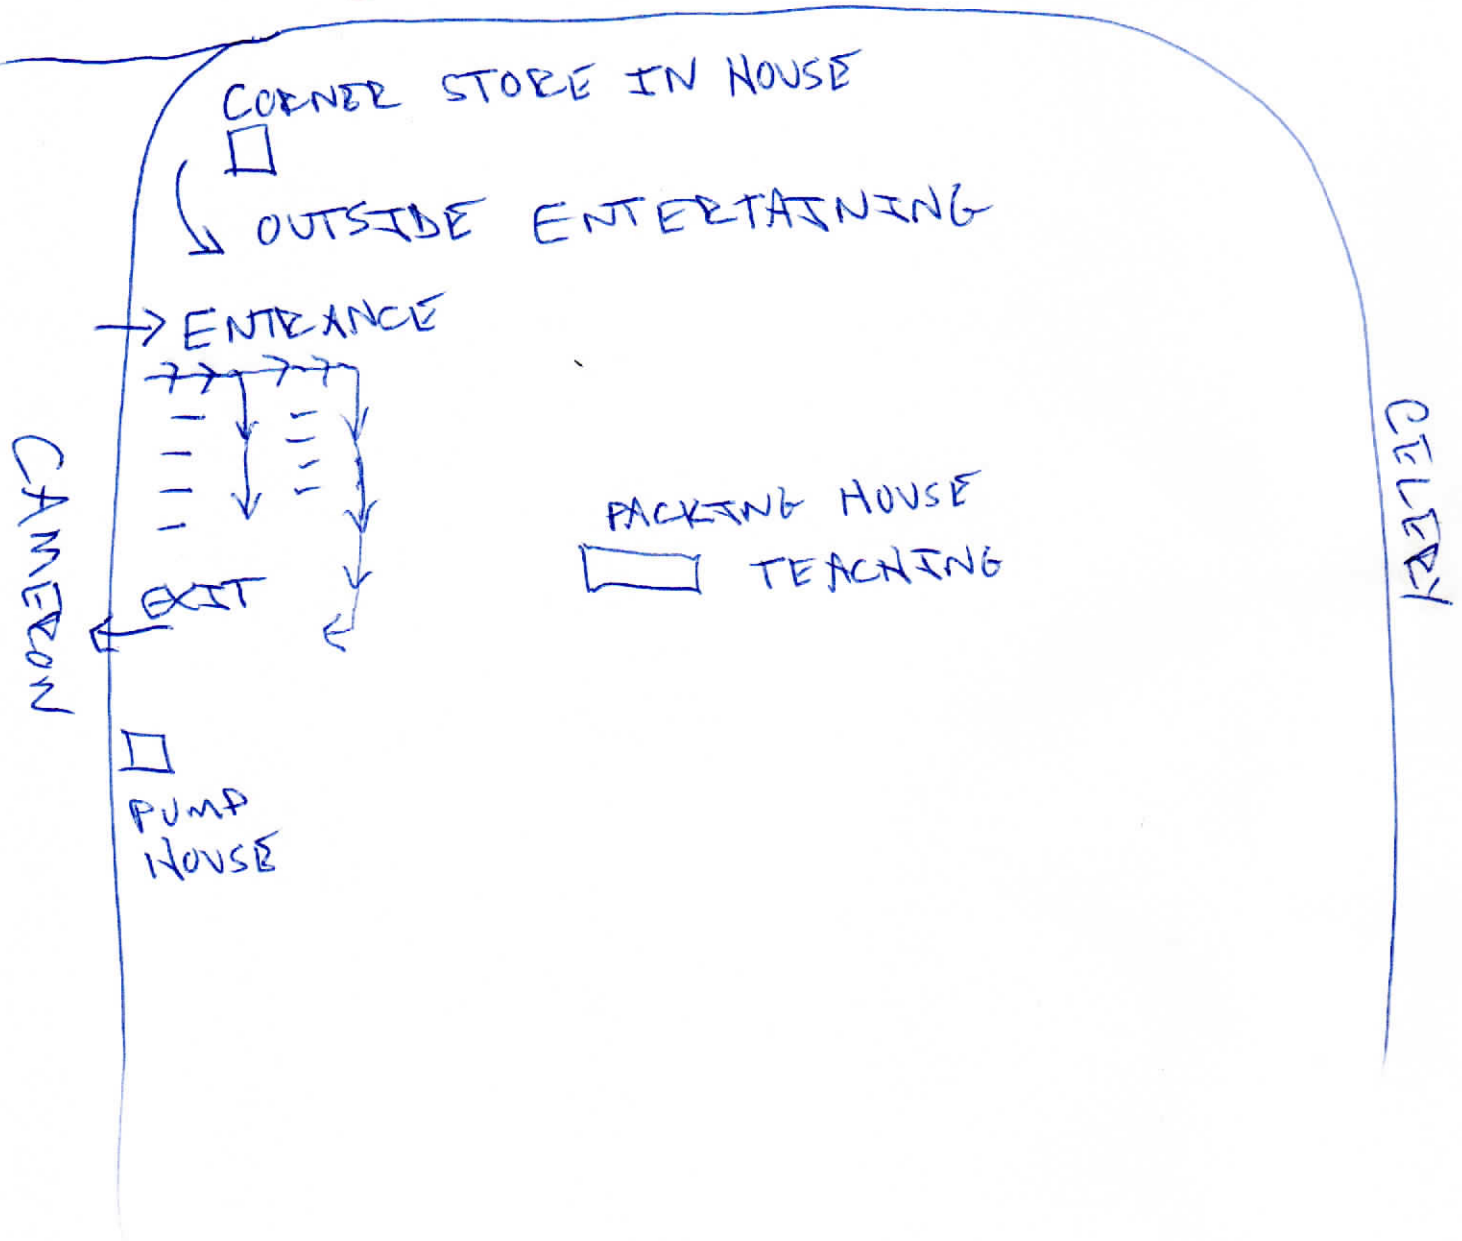 CORNER STORE IN HOUSE
OUTSIDE ENTERTAINING
ENTRANCE
CAMERON
CELERY
PACKING HOUSE
TEACHING
EXIT
PUMP
HOUSE